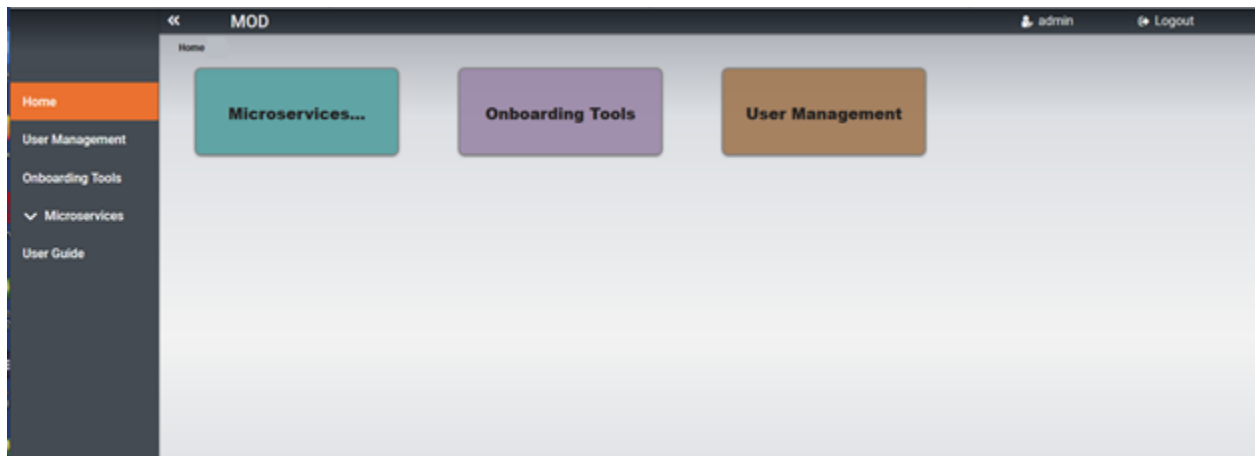 « MOD admin Logout
Home
Home
User Management
Onboarding Tools
Microservices
User Guide
Microservices...
Onboarding Tools
User Management